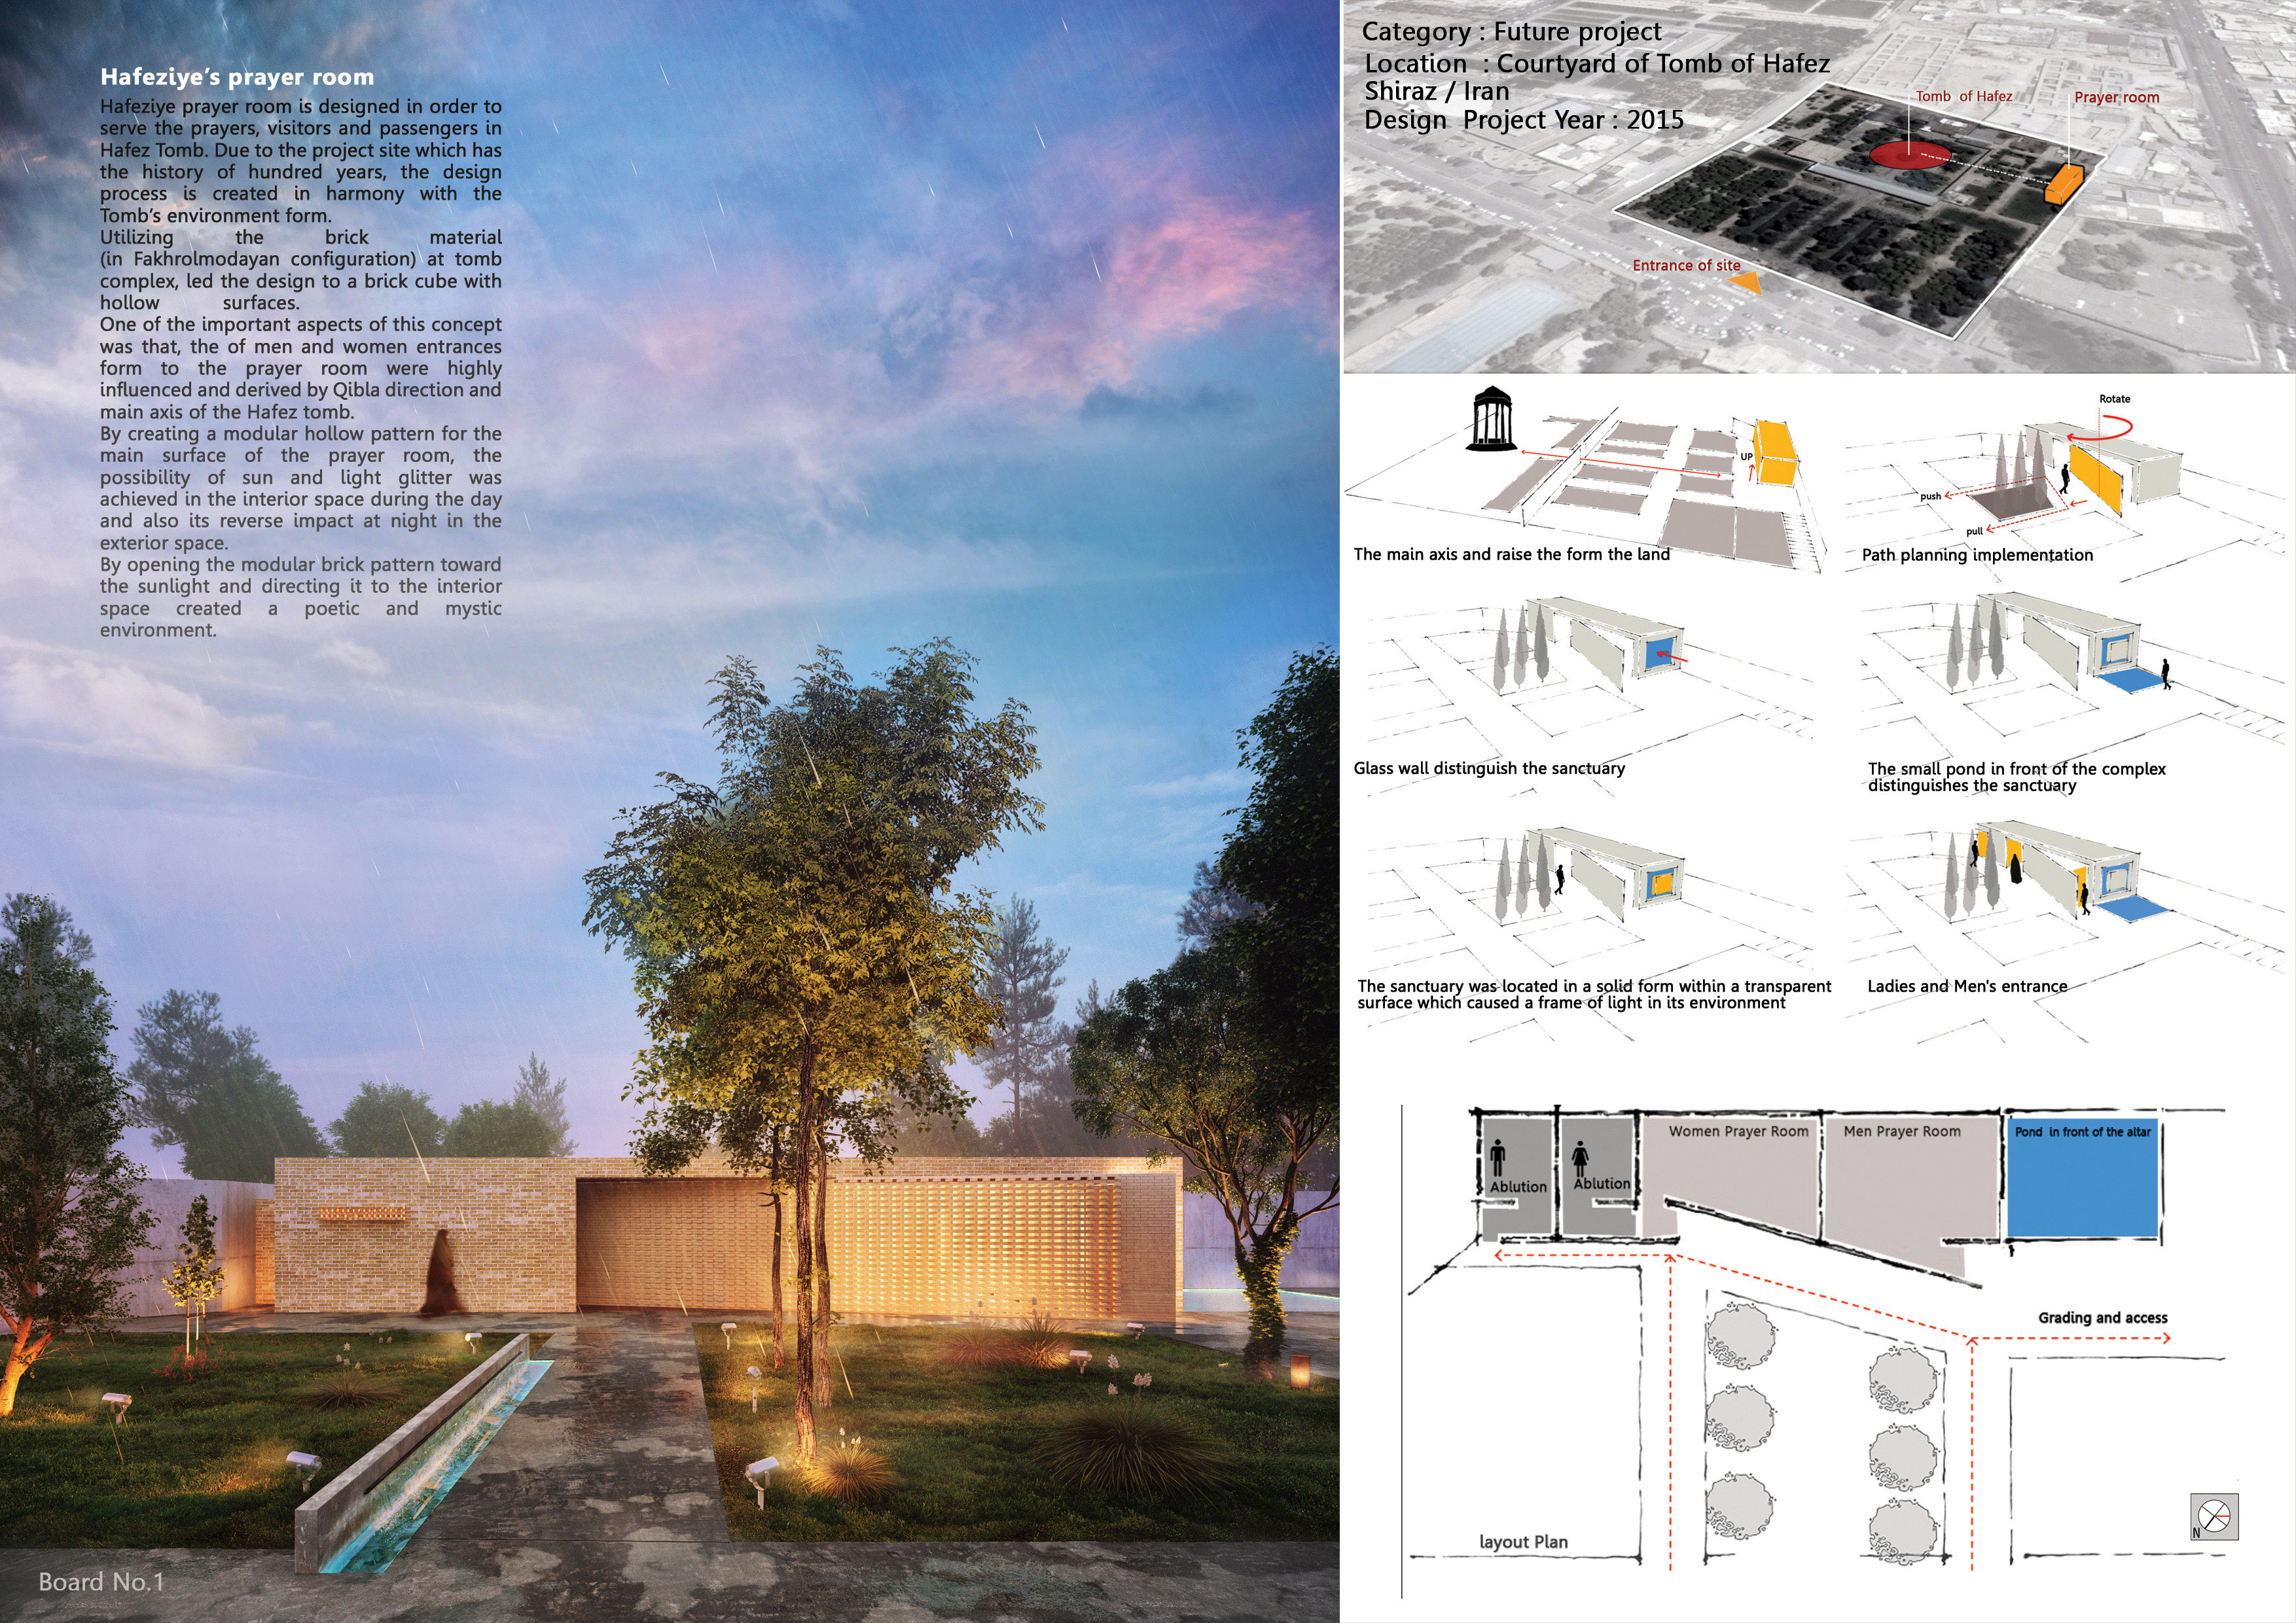 Hafeziye's prayer room
Hafeziye prayer room is designed in order to
serve the prayers, visitors and passengers in
Hafez Tomb. Due to the project site which has
the history of hundred years, the design
process is created in harmony with the
Tomb's environment form.
Utilizing the brick material
(in Fakhrolmodayan configuration) at tomb
complex, led the design to a brick cube with
hollow surfaces.
One of the important aspects of this concept
was that, the of men and women entrances
form to the prayer room were highly
influenced and derived by Qibla direction and
main axis of the Hafez tomb.
By creating a modular hollow pattern for the
main surface of the prayer room, the
possibility of sun and light glitter was
achieved in the interior space during the day
and also its reverse impact at night in the
exterior space.
By opening the modular brick pattern toward
the sunlight and directing it to the interior
space created a poetic and mystic
environment.
Board No.1
Category : Future project
Location : Courtyard of Tomb of Hafez
Shiraz / Iran
Design Project Year : 2015
Tomb of Hafez
Prayer room
Entrance of site
UP
The main axis and raise the form the land
Rotate
push
pull
Path planning implementation
Glass wall distinguish the sanctuary
The small pond in front of the complex
distinguishes the sanctuary
The sanctuary was located in a solid form within a transparent
surface which caused a frame of light in its environment
Ladies and Men's entrance
Ablution
Ablution
Women Prayer Room
Men Prayer Room
Pond in front of the altar
Grading and access
layout Plan
N